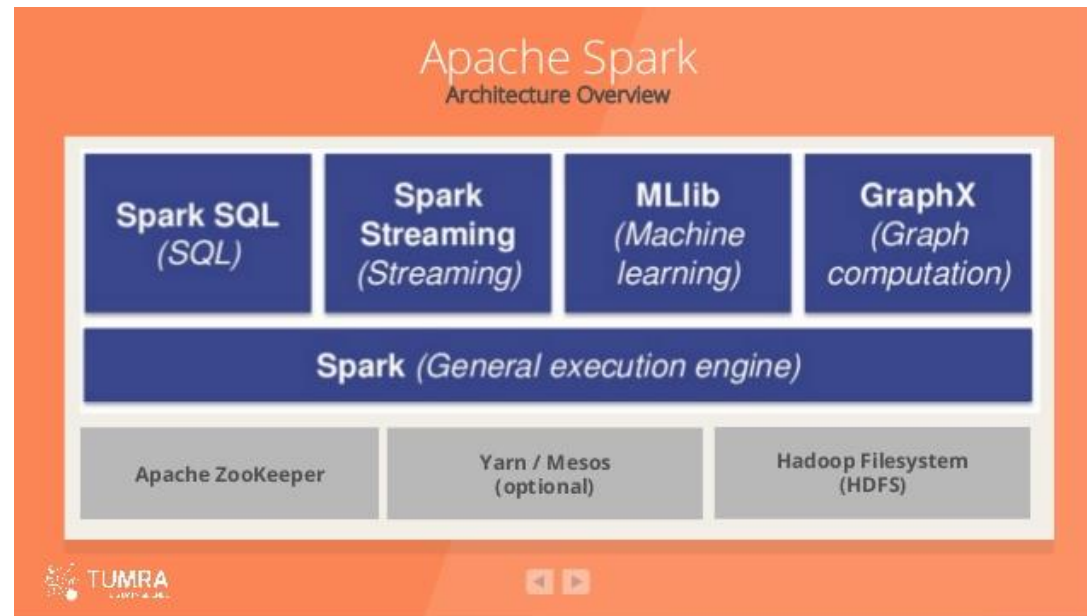 Apache Spark
Architecture Overview
Spark SQL
(SQL)
Spark
Streaming
(Streaming)
MLlib
(Machine
learning)
GraphX
(Graph
computation)
Spark (General execution engine)
Apache ZooKeeper
Yarn / Mesos
(optional)
Hadoop Filesystem
(HDFS)
TUMRA